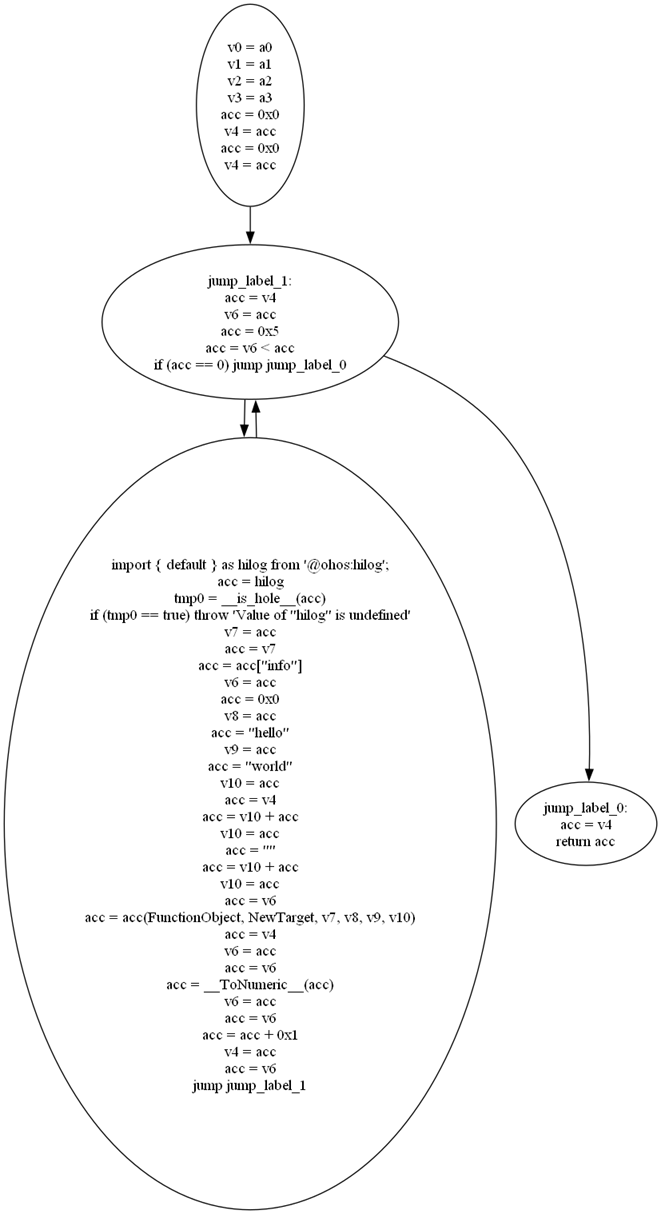 v0 = a0
v1 = a1
v2 = a2
v3 = a3
acc = 0x0
v4 = acc
acc = 0x0
v4 = acc
jump_label_1:
acc = v4
v6 = acc
acc = 0x5
acc = v6 < acc
if (acc == 0) jump jump_label_0
import { default } as hilog from '@ohos:hilog';
acc = hilog
tmp0 = __is_hole__(acc)
if (tmp0 == true) throw 'Value of "hilog" is undefined'
v7 = acc
acc = v7
acc = acc["info"]
v6 = acc
acc = 0x0
v8 = acc
acc = "hello"
v9 = acc
acc = "world"
v10 = acc
acc = v4
acc = v10 + acc
v10 = acc
acc = ""
acc = v10 + acc
v10 = acc
acc = v6
acc = acc(FunctionObject, NewTarget, v7, v8, v9, v10)
acc = v4
v6 = acc
acc = v6
acc = __ToNumeric__(acc)
v6 = acc
acc = v6
acc = acc + 0x1
v4 = acc
acc = v6
jump jump_label_1
jump_label_0:
acc = v4
return acc